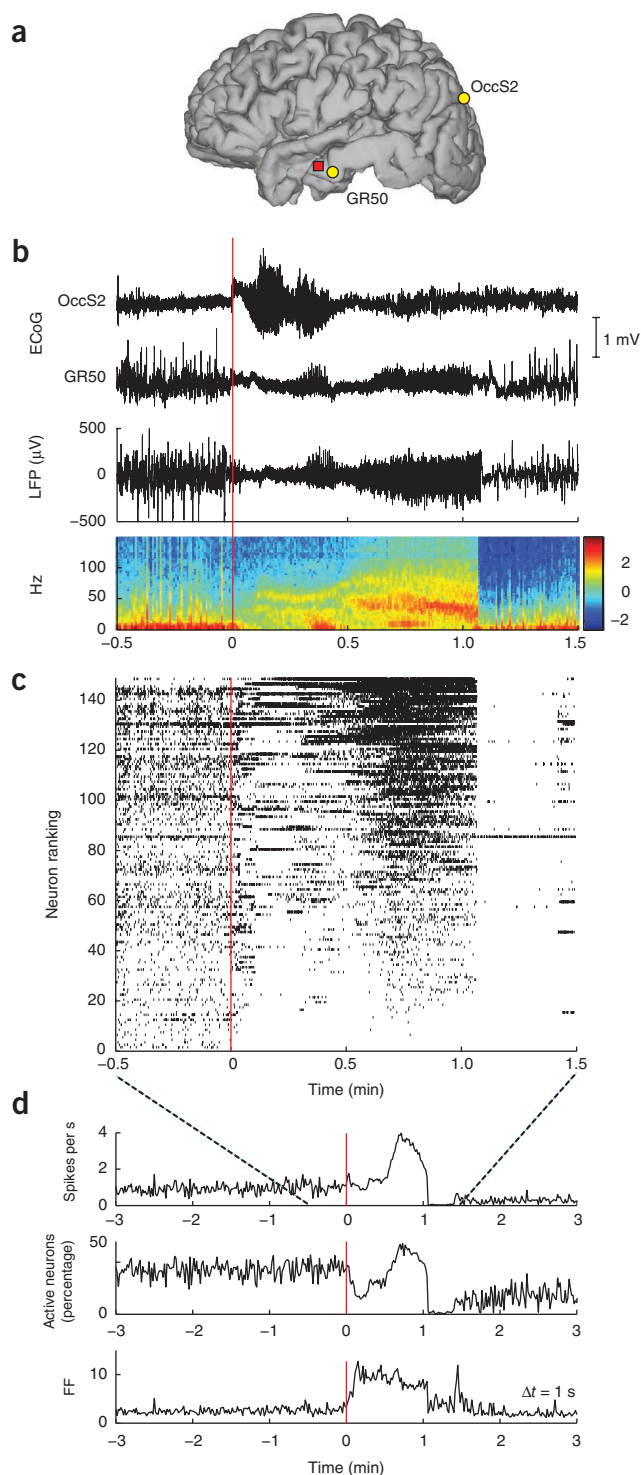 a
OccS2
GR50
b
OccS2
ECoG
1 mV
GR50
500
LFP (µV)
0
−500
Hz
100
50
0
2
0
−2
−0.5 0 0.5 1.0 1.5
c
Neuron ranking
140
120
100
80
60
40
20
0
−0.5 0 0.5 1.0 1.5
Time (min)
d
Spikes per s
4
2
0
−3 −2 −1 0 1 2 3
Active neurons
(percentage)
50
0
−3 −2 −1 0 1 2 3
FF
10
0
Δt = 1 s
−3 −2 −1 0 1 2 3
Time (min)